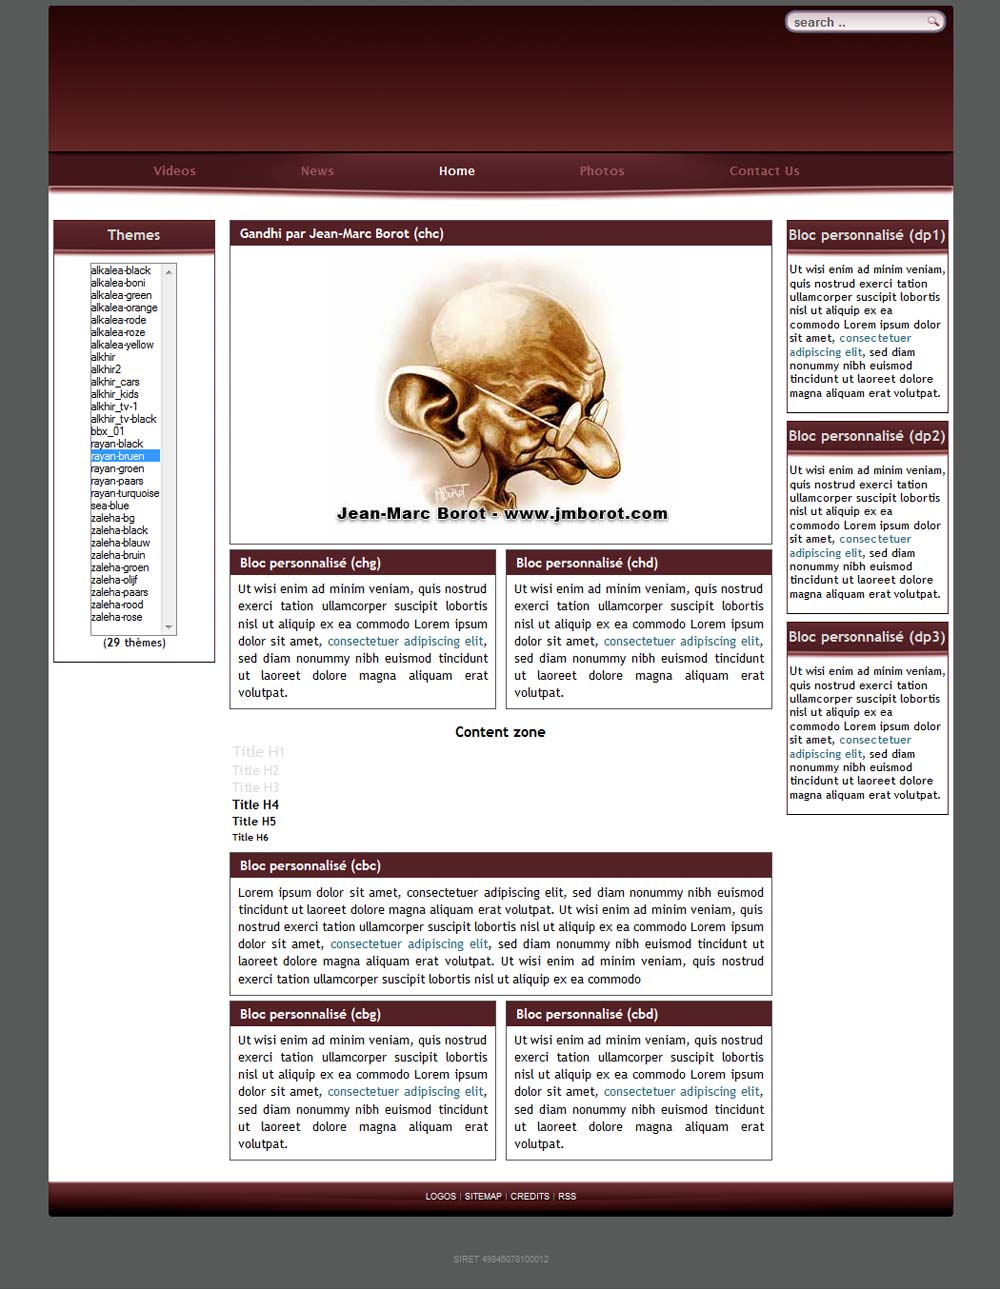 search ..
Videos News Home Photos Contact Us
Themes
alkalea-black
alkalea-boni
alkalea-green
alkalea-orange
alkalea-rode
alkalea-roze
alkalea-yellow
alkhir
alkhir2
alkhir_cars
alkhir_kids
alkhir_tv-1
alkhir_tv-black
bbx_01
rayan-black
rayan-bruen
rayan-groen
rayan-paars
rayan-turquoise
sea-blue
zaleha-bg
zaleha-black
zaleha-blauw
zaleha-bruin
zaleha-groen
zaleha-olijf
zaleha-paars
zaleha-rood
zaleha-rose
(29 thèmes)
Gandhi par Jean-Marc Borot (chc)
Jean-Marc Borot - www.jmborot.com
Bloc personnalisé (chg)
Ut wisi enim ad minim veniam, quis nostrud
exerci tation ullamcorper suscipit lobortis
nisl ut aliquip ex ea commodo Lorem ipsum
dolor sit amet, consectetuer adipiscing elit,
sed diam nonummy nibh euismod tincidunt
ut laoreet dolore magna aliquam erat
volutpat.
Bloc personnalisé (chd)
Ut wisi enim ad minim veniam, quis nostrud
exerci tation ullamcorper suscipit lobortis
nisl ut aliquip ex ea commodo Lorem ipsum
dolor sit amet, consectetuer adipiscing elit,
sed diam nonummy nibh euismod tincidunt
ut laoreet dolore magna aliquam erat
volutpat.
Content zone
Title H1
Title H2
Title H3
Title H4
Title H5
Title H6
Bloc personnalisé (cbc)
Lorem ipsum dolor sit amet, consectetuer adipiscing elit, sed diam nonummy nibh euismod
tincidunt ut laoreet dolore magna aliquam erat volutpat. Ut wisi enim ad minim veniam, quis
nostrud exerci tation ullamcorper suscipit lobortis nisl ut aliquip ex ea commodo Lorem ipsum
dolor sit amet, consectetuer adipiscing elit, sed diam nonummy nibh euismod tincidunt ut
laoreet dolore magna aliquam erat volutpat. Ut wisi enim ad minim veniam, quis nostrud
exerci tation ullamcorper suscipit lobortis nisl ut aliquip ex ea commodo
Bloc personnalisé (cbg)
Ut wisi enim ad minim veniam, quis nostrud
exerci tation ullamcorper suscipit lobortis
nisl ut aliquip ex ea commodo Lorem ipsum
dolor sit amet, consectetuer adipiscing elit,
sed diam nonummy nibh euismod tincidunt
ut laoreet dolore magna aliquam erat
volutpat.
Bloc personnalisé (cbd)
Ut wisi enim ad minim veniam, quis nostrud
exerci tation ullamcorper suscipit lobortis
nisl ut aliquip ex ea commodo Lorem ipsum
dolor sit amet, consectetuer adipiscing elit,
sed diam nonummy nibh euismod tincidunt
ut laoreet dolore magna aliquam erat
volutpat.
Bloc personnalisé (dp1)
Ut wisi enim ad minim veniam,
quis nostrud exerci tation
ullamcorper suscipit lobortis
nisl ut aliquip ex ea
commodo Lorem ipsum dolor
sit amet, consectetuer
adipiscing elit, sed diam
nonummy nibh euismod
tincidunt ut laoreet dolore
magna aliquam erat volutpat.
Bloc personnalisé (dp2)
Ut wisi enim ad minim veniam,
quis nostrud exerci tation
ullamcorper suscipit lobortis
nisl ut aliquip ex ea
commodo Lorem ipsum dolor
sit amet, consectetuer
adipiscing elit, sed diam
nonummy nibh euismod
tincidunt ut laoreet dolore
magna aliquam erat volutpat.
Bloc personnalisé (dp3)
Ut wisi enim ad minim veniam,
quis nostrud exerci tation
ullamcorper suscipit lobortis
nisl ut aliquip ex ea
commodo Lorem ipsum dolor
sit amet, consectetuer
adipiscing elit, sed diam
nonummy nibh euismod
tincidunt ut laoreet dolore
magna aliquam erat volutpat.
LOGOS | SITEMAP | CREDITS | RSS
SIRET 49846078100012